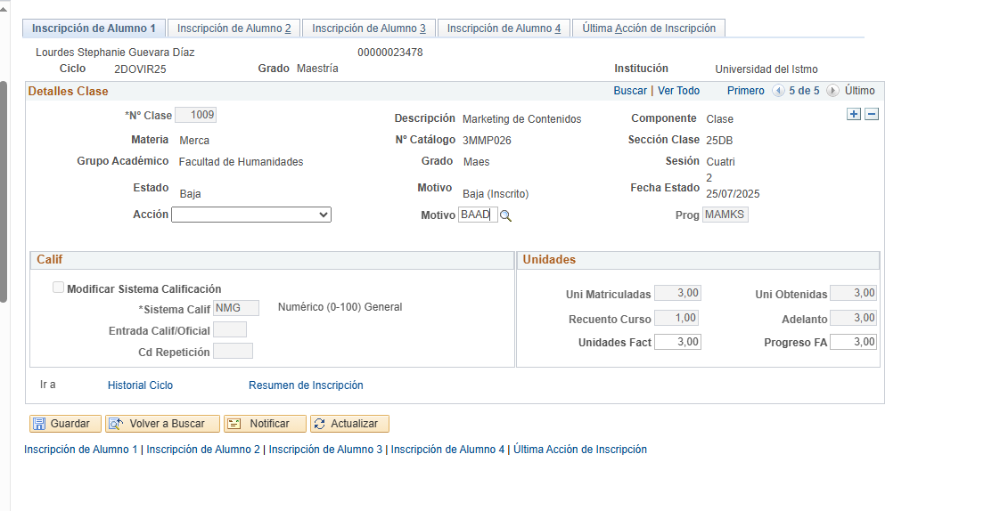 Inscripción de Alumno 1 Inscripción de Alumno 2 Inscripción de Alumno 3 Inscripción de Alumno 4 Última Acción de Inscripción
Lourdes Stephanie Guevara Díaz 00000023478
Ciclo 2DOVIR25 Grado Maestría Institución Universidad del Istmo
Detalles Clase Buscar | Ver Todo Primero 5 de 5 Último
*Nº Clase 1009 Descripción Marketing de Contenidos Componente Clase
Materia Merca Nº Catálogo 3MMP026 Sección Clase 25DB
Grupo Académico Facultad de Humanidades Grado Maes Sesión Cuatri
2
Estado Baja Motivo Baja (Inscrito) Fecha Estado 25/07/2025
Acción Motivo BAAD Prog MAMKS
Calif Unidades
Modificar Sistema Calificación
*Sistema Calif NMG Numérico (0-100) General
Entrada Calif/Oficial
Cd Repetición
Uni Matriculadas 3,00 Uni Obtenidas 3,00
Recuento Curso 1,00 Adelanto 3,00
Unidades Fact 3,00 Progreso FA 3,00
Ir a Historial Ciclo Resumen de Inscripción
Guardar Volver a Buscar Notificar Actualizar
Inscripción de Alumno 1 | Inscripción de Alumno 2 | Inscripción de Alumno 3 | Inscripción de Alumno 4 | Última Acción de Inscripción